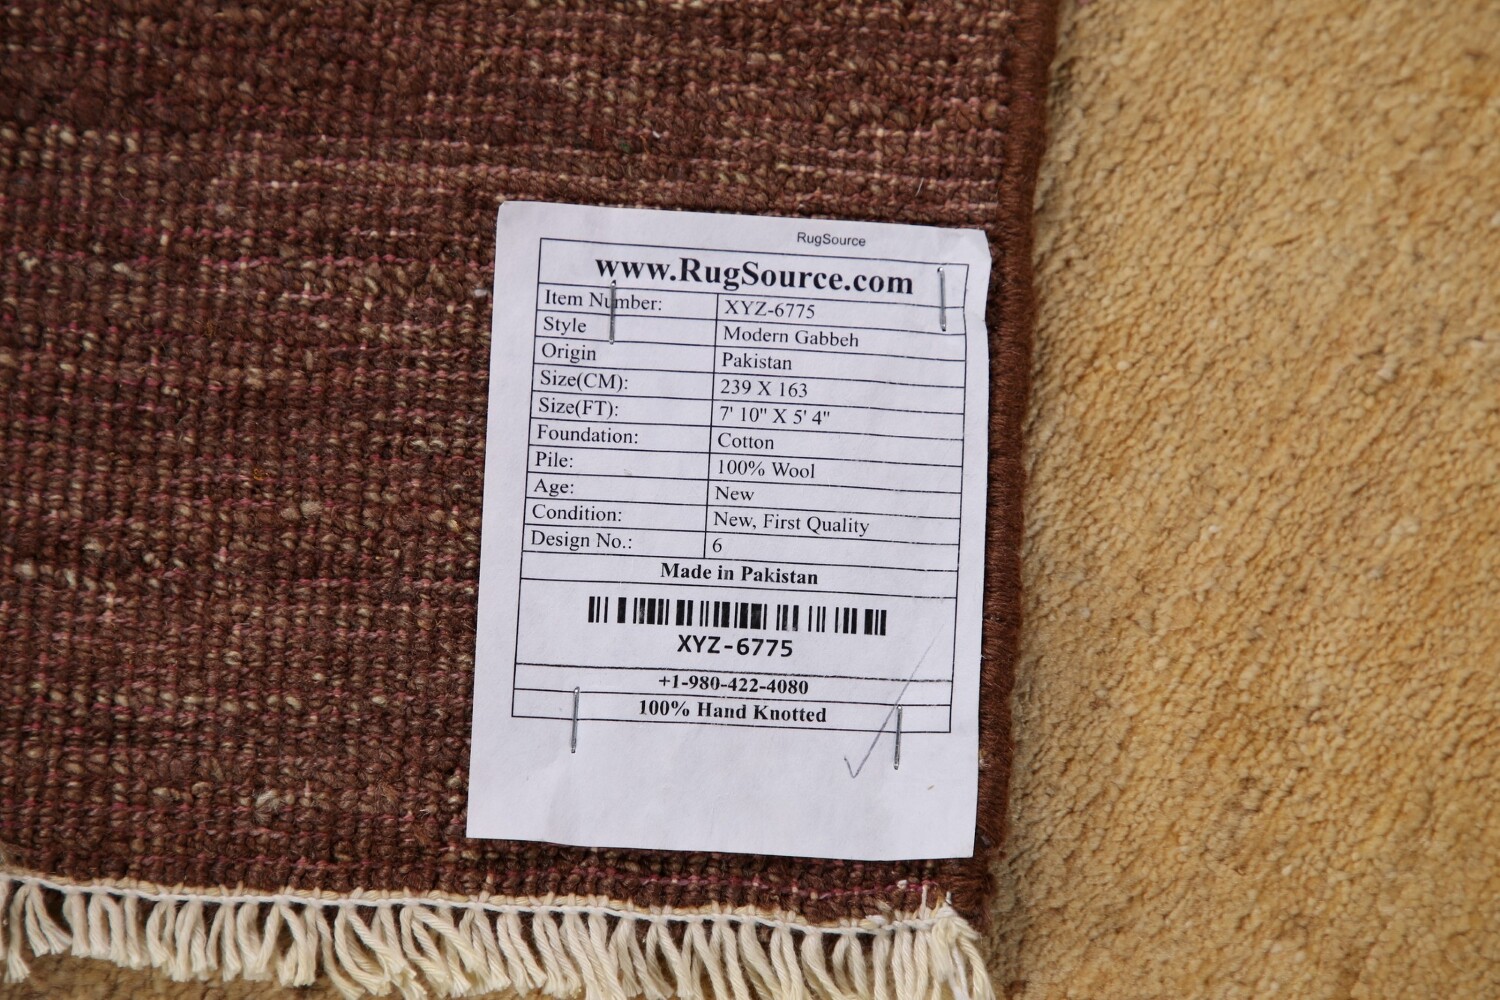 RugSource
www.RugSource.com
Item Number: XYZ-6775
Style Modern Gabbeh
Origin Pakistan
Size(CM): 239 X 163
Size(FT): 7' 10" X 5' 4"
Foundation: Cotton
Pile: 100% Wool
Age: New
Condition: New, First Quality
Design No.: 6
Made in Pakistan
XYZ-6775
+1-980-422-4080
100% Hand Knotted